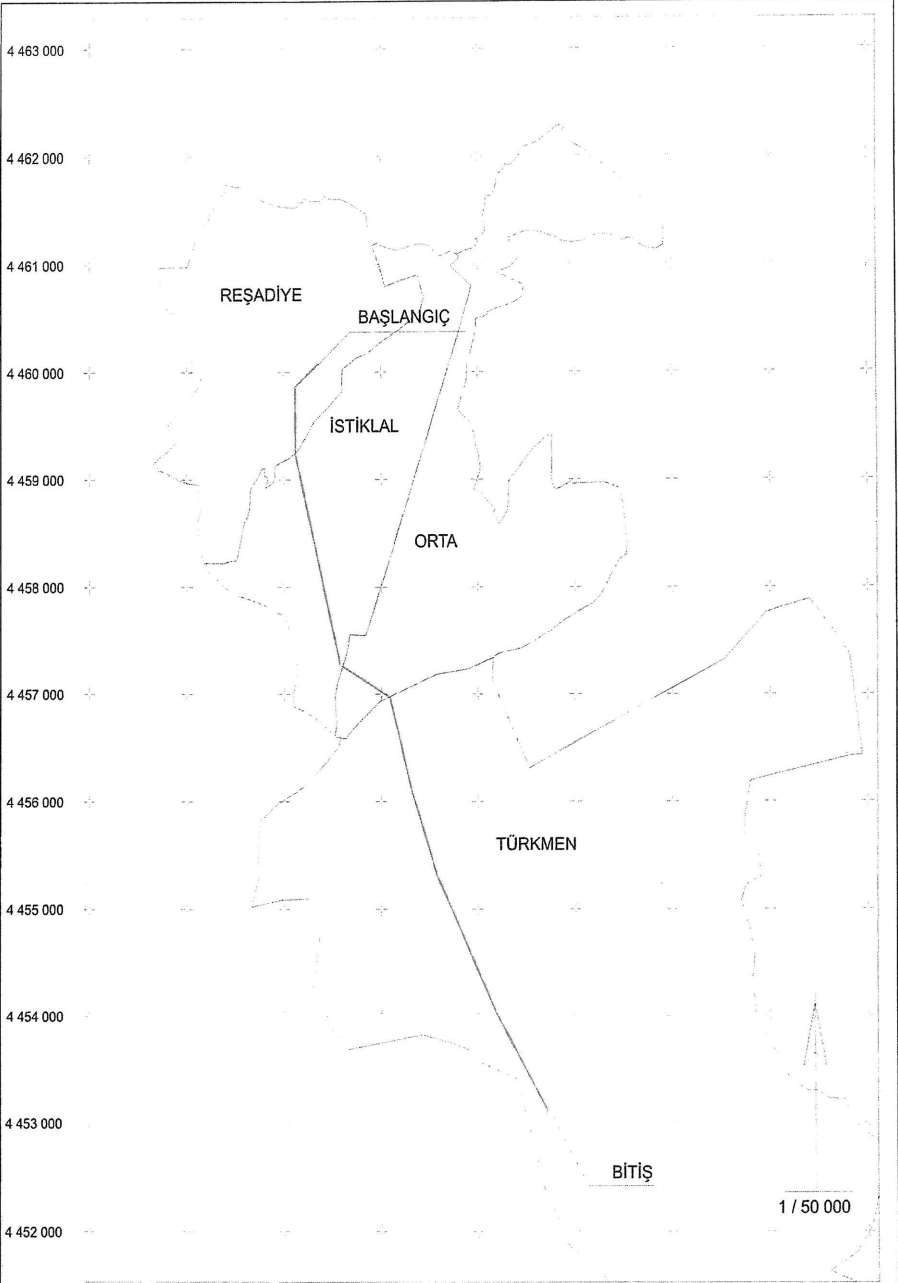 4 463 000
4 462 000
4 461 000
REŞADİYE
BAŞLANGIÇ
4 460 000
İSTİKLAL
4 459 000
ORTA
4 458 000
4 457 000
4 456 000
TÜRKMEN
4 455 000
4 454 000
4 453 000
BİTİŞ
1 / 50 000
4 452 000